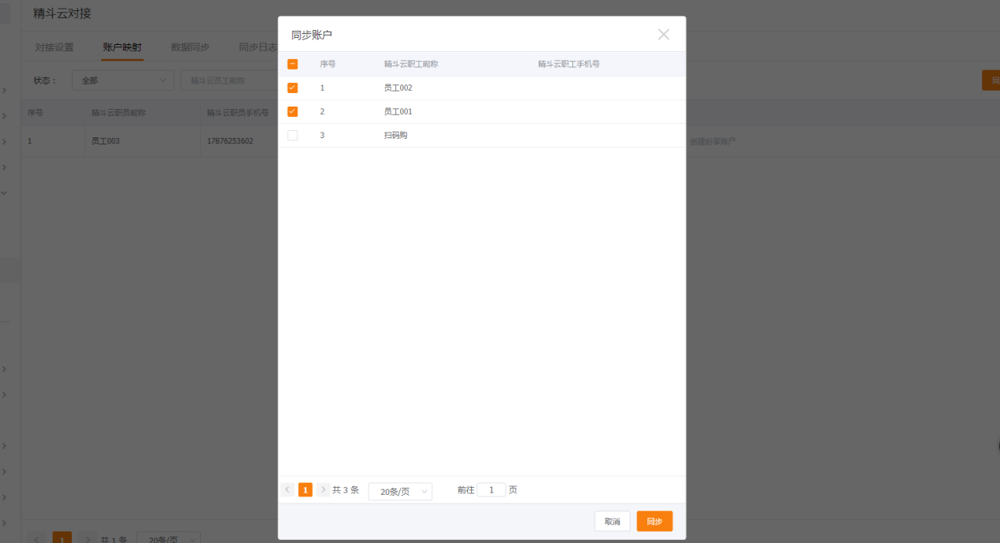 精斗云对接
对接设置 账户映射 数据同步 同步日志
状态： 全部 精斗云员工昵称
序号 精斗云职员昵称 精斗云职员手机号
1 员工003 17876253602 创建纷享账户
同
同步账户
序号 精斗云职工昵称 精斗云职工手机号
1 员工002
2 员工001
3 扫码购
1 共 3 条 20条/页 前往 1 页
取消 同步
1 共 1 条 20条/页